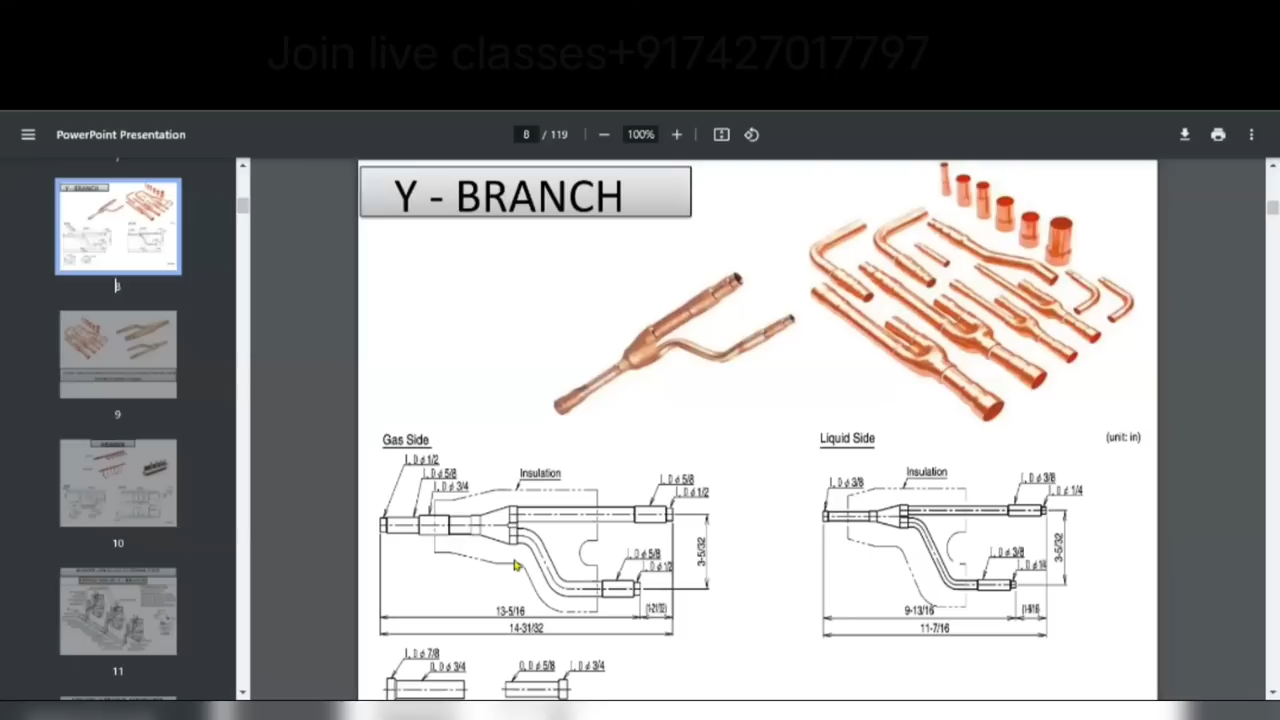 Join live classes+917427017797
PowerPoint Presentation
8 / 119
100%
Y - BRANCH
8
9
10
11
Gas Side
Liquid Side
(unit: in)
I, D ϕ 1/2
I, D ϕ 5/8
I, D ϕ 3/4
Insulation
I, D ϕ 5/8
I, D ϕ 1/2
I, D ϕ 5/8
I, D ϕ 1/2
3-5/32
13-5/16
14-31/32
I, D ϕ 3/8
Insulation
I, D ϕ 3/8
I, D ϕ 1/4
I, D ϕ 3/8
I, D ϕ 1/4
3-5/32
9-13/16
11-7/16
I, D ϕ 7/8
O, D ϕ 3/4
O, D ϕ 5/8
I, D ϕ 3/4